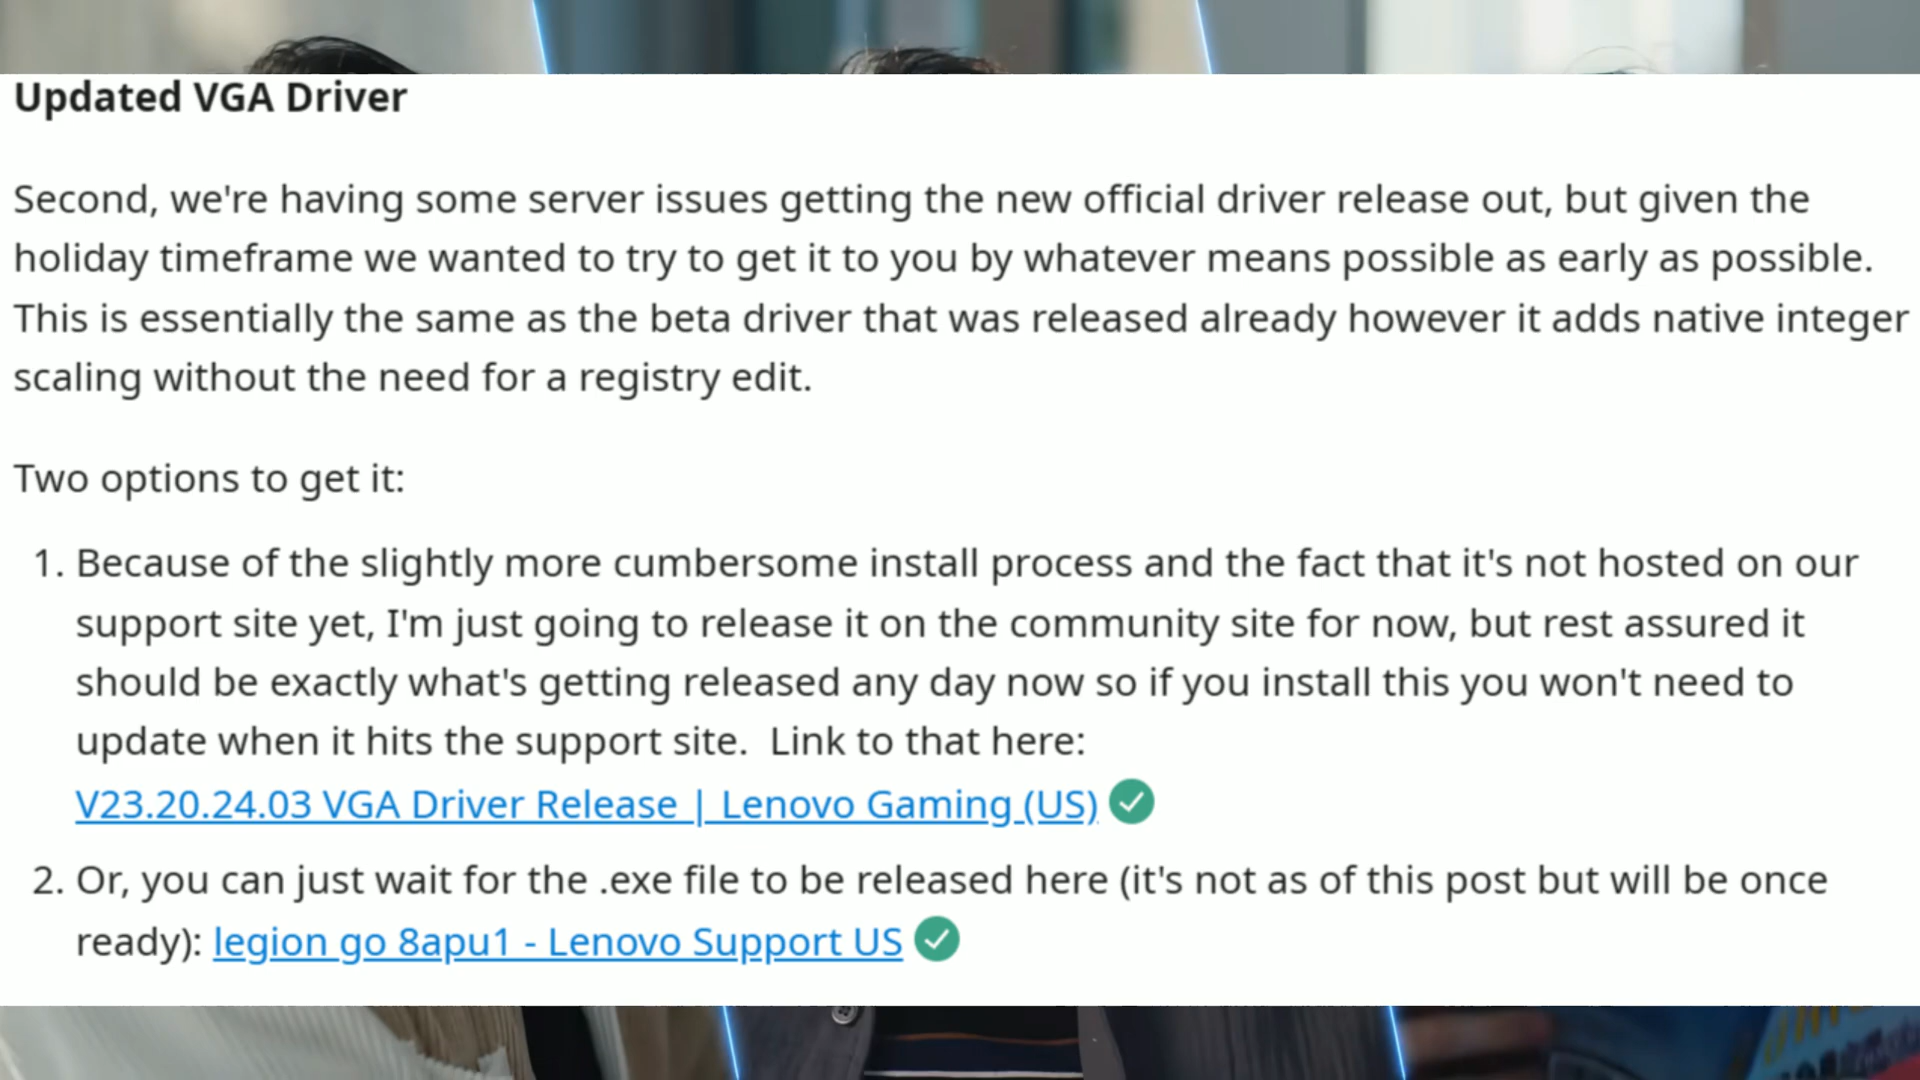 Updated VGA Driver
Second, we're having some server issues getting the new official driver release out, but given the
holiday timeframe we wanted to try to get it to you by whatever means possible as early as possible.
This is essentially the same as the beta driver that was released already however it adds native integer
scaling without the need for a registry edit.
Two options to get it:
1. Because of the slightly more cumbersome install process and the fact that it's not hosted on our
support site yet, I'm just going to release it on the community site for now, but rest assured it
should be exactly what's getting released any day now so if you install this you won't need to
update when it hits the support site. Link to that here:
V23.20.24.03 VGA Driver Release | Lenovo Gaming (US)
2. Or, you can just wait for the .exe file to be released here (it's not as of this post but will be once
ready): legion go 8apu1 - Lenovo Support US